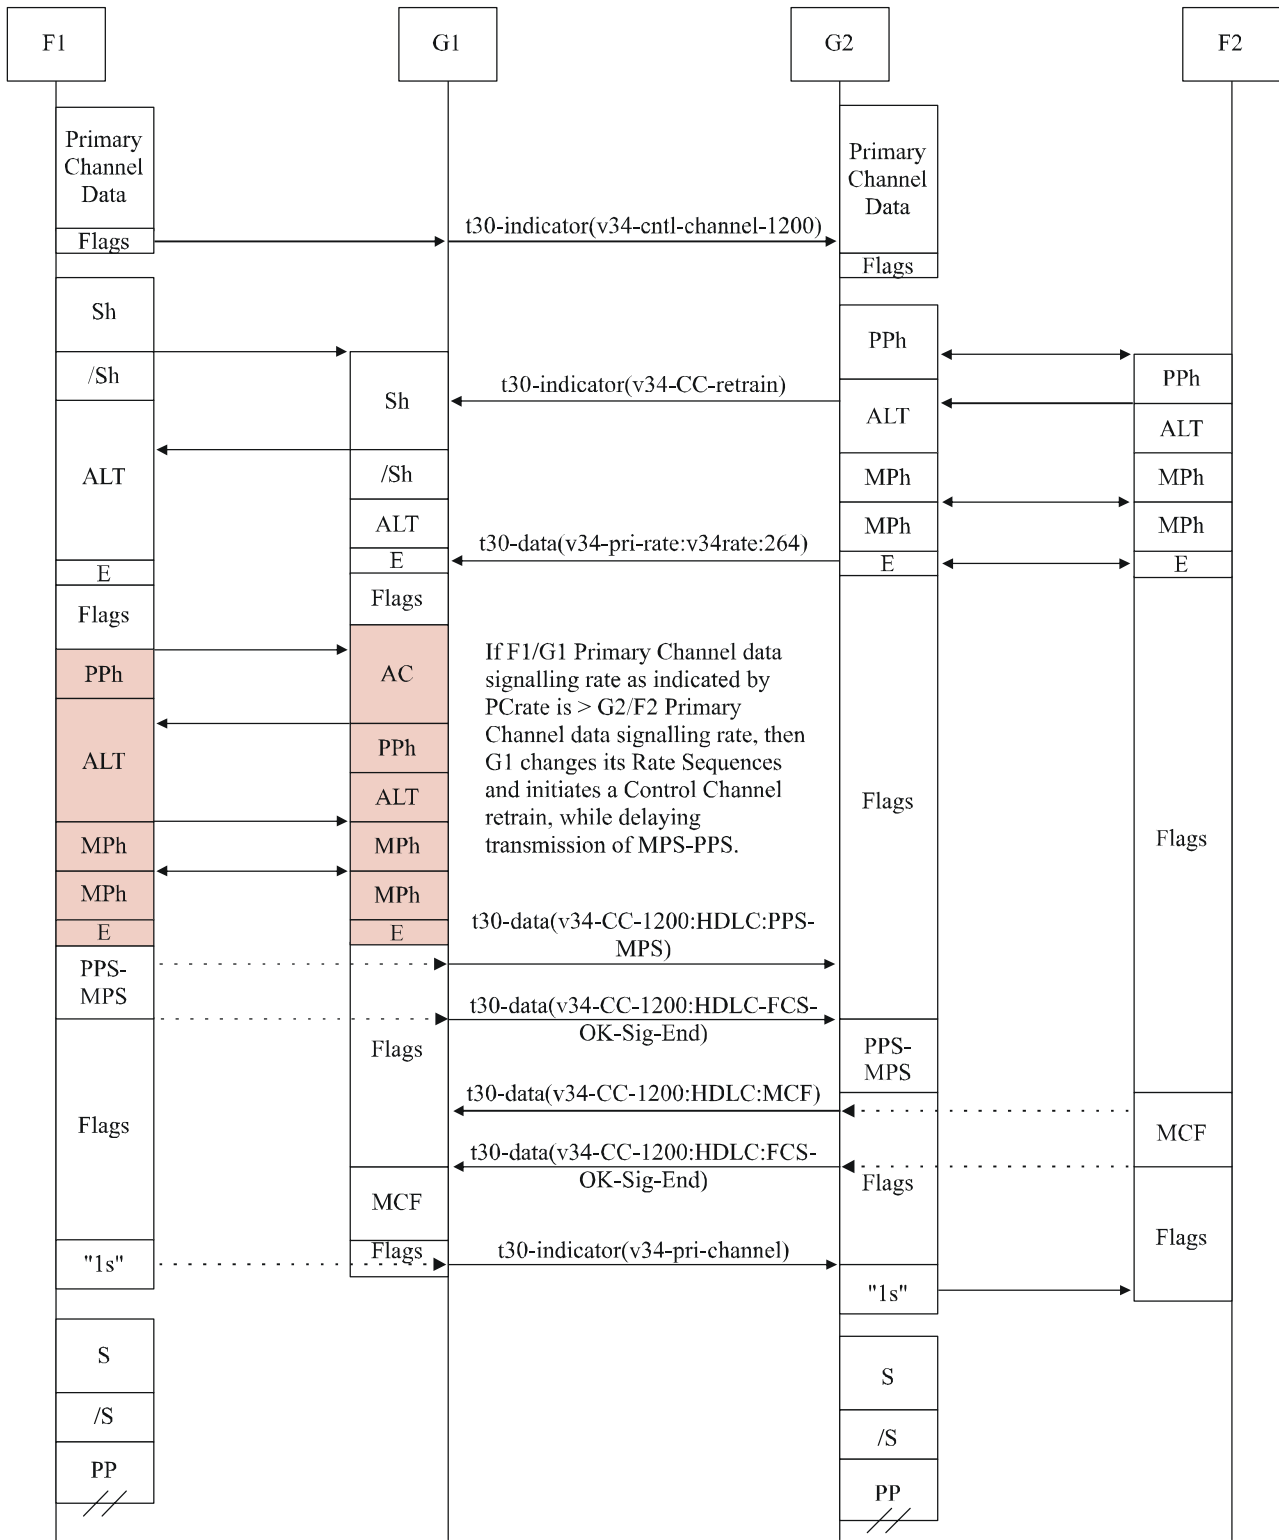 F1
G1
G2
F2
Primary
Channel
Data
Primary
Channel
Data
t30-indicator(v34-cntl-channel-1200)
Flags
Flags
Sh
PPh
/Sh
PPh
t30-indicator(v34-CC-retrain)
Sh
ALT
ALT
ALT
/Sh
MPh
MPh
ALT
MPh
MPh
t30-data(v34-pri-rate:v34rate:264)
E
E
E
E
Flags
Flags
If F1/G1 Primary Channel data
signalling rate as indicated by
PCrate is > G2/F2 Primary
Channel data signalling rate, then
G1 changes its Rate Sequences
and initiates a Control Channel
retrain, while delaying
transmission of MPS-PPS.
PPh
AC
ALT
PPh
ALT
Flags
Flags
MPh
MPh
MPh
MPh
E
E
t30-data(v34-CC-1200:HDLC:PPS-
MPS)
PPS-
MPS
t30-data(v34-CC-1200:HDLC-FCS-
OK-Sig-End)
Flags
PPS-
MPS
t30-data(v34-CC-1200:HDLC:MCF)
Flags
MCF
t30-data(v34-CC-1200:HDLC:FCS-
OK-Sig-End)
Flags
MCF
Flags
Flags
t30-indicator(v34-pri-channel)
"1s"
"1s"
S
S
/S
/S
PP
PP